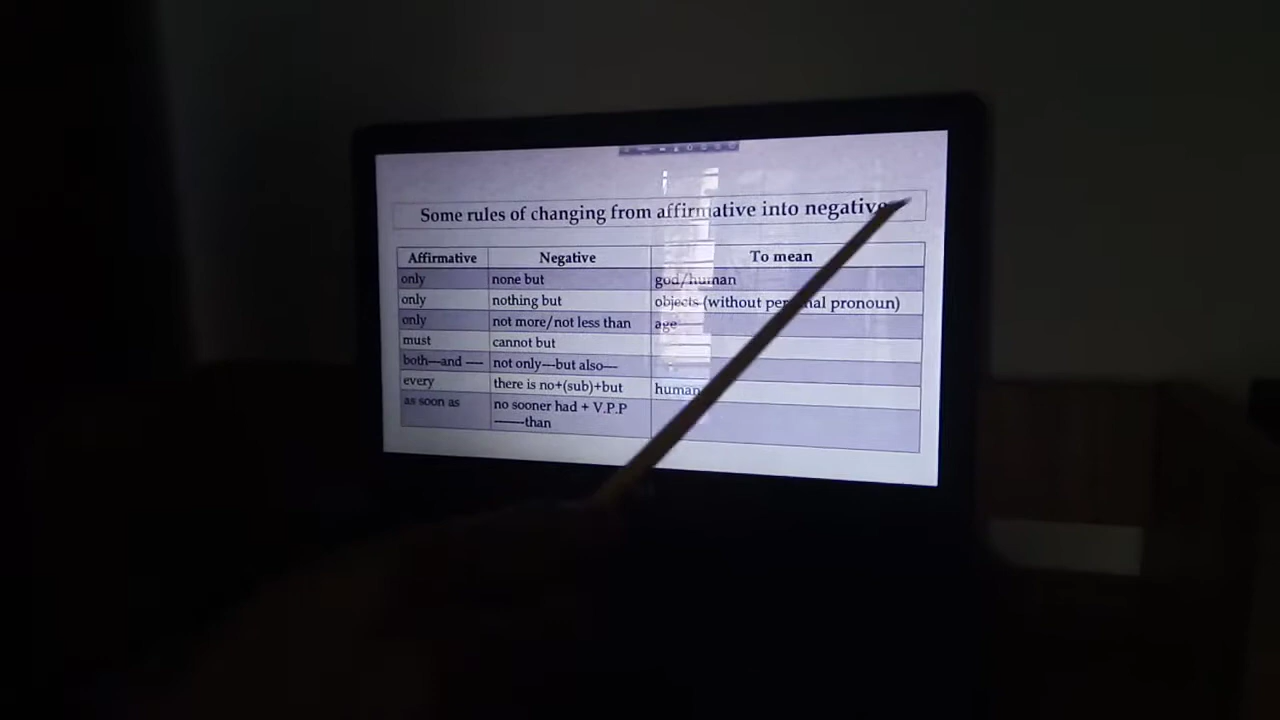 Some rules of changing from affirmative into negative
Affirmative Negative To mean
only none but god/human
only nothing but objects (without personal pronoun)
only not more/not less than age
must cannot but
both—and — not only—but also—
every there is no+(sub)+but human
as soon as no sooner had + V.P.P
——than